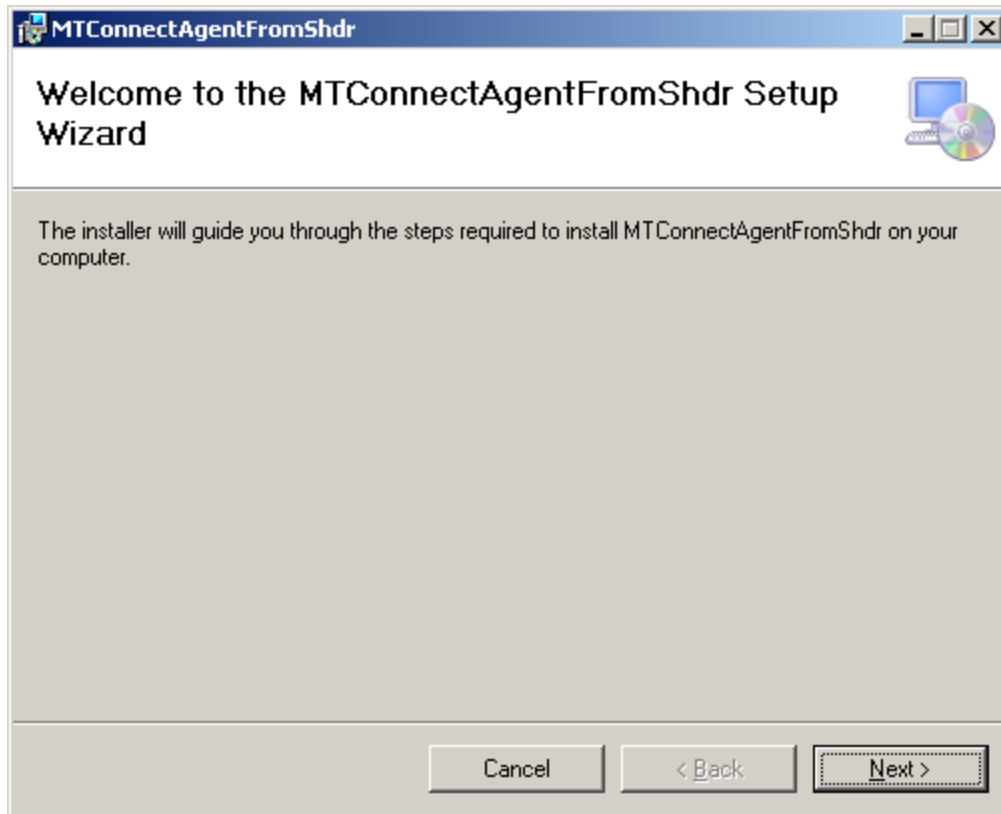 MTConnectAgentFromShdr
Welcome to the MTConnectAgentFromShdr Setup
Wizard
The installer will guide you through the steps required to install MTConnectAgentFromShdr on your
computer.
Cancel
< Back
Next >